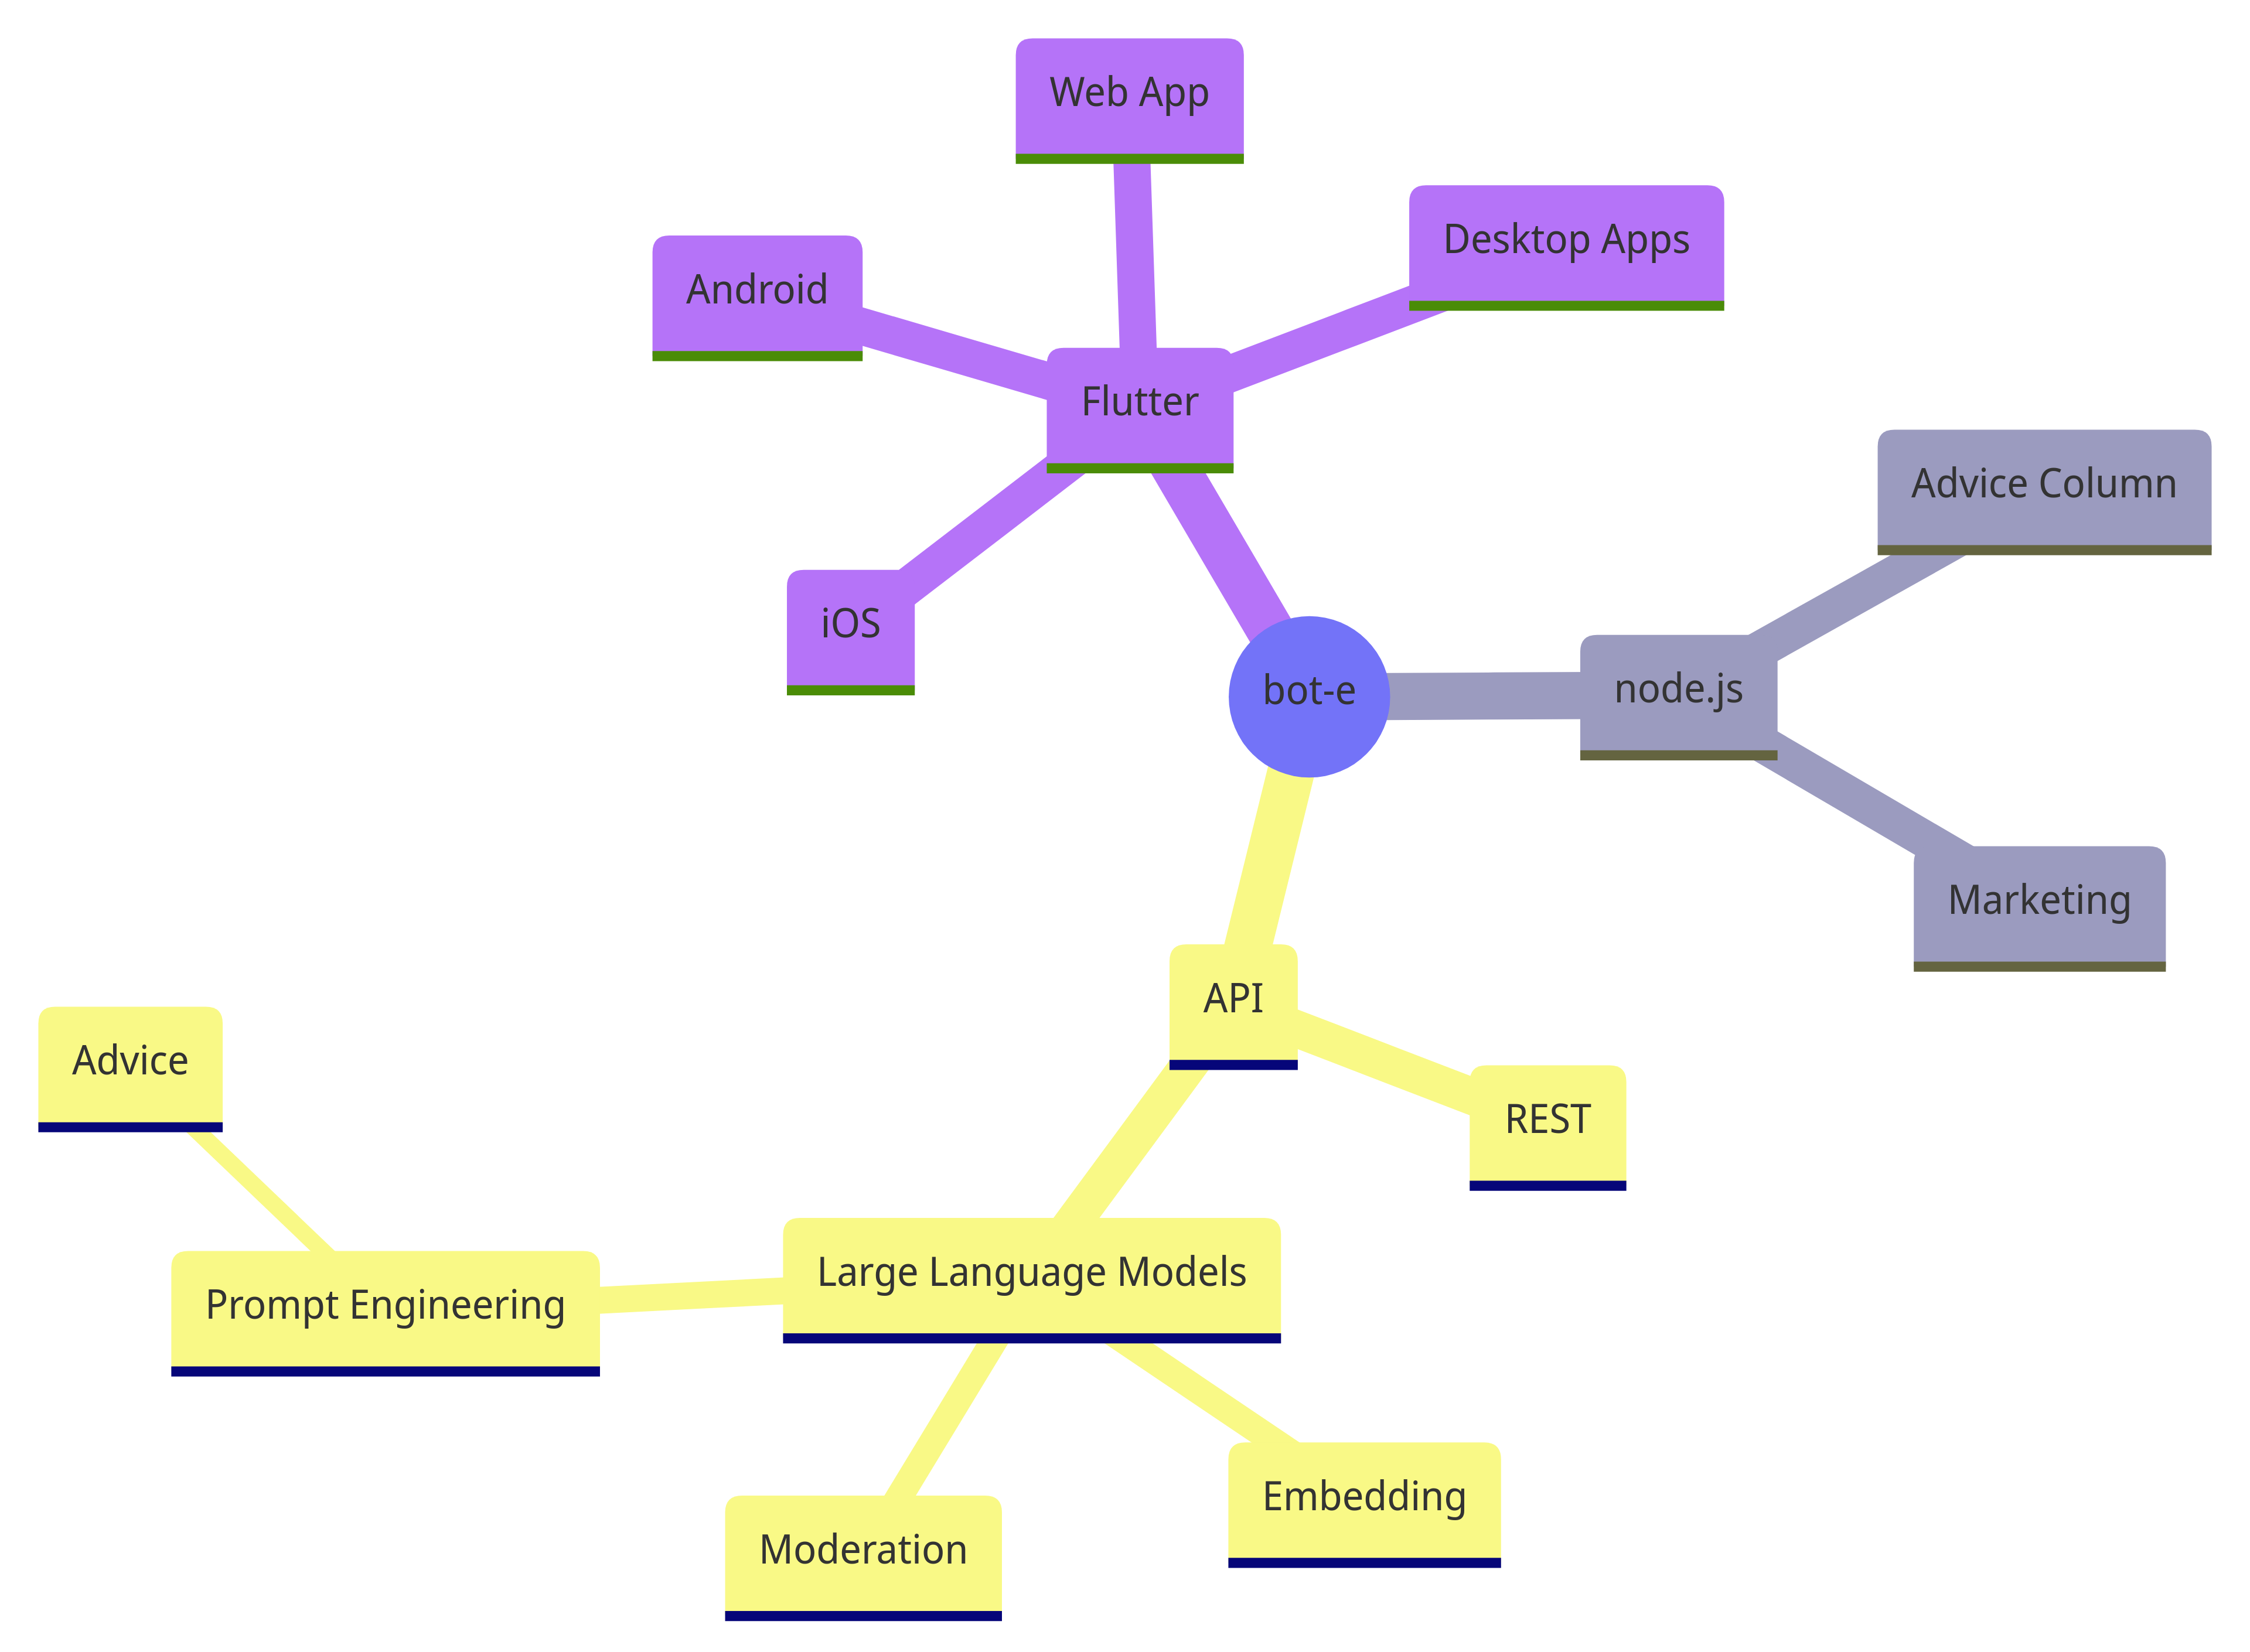 Web App
Desktop Apps
Android
Flutter
Advice Column
iOS
bot-e
node.js
Marketing
API
Advice
REST
Large Language Models
Prompt Engineering
Embedding
Moderation